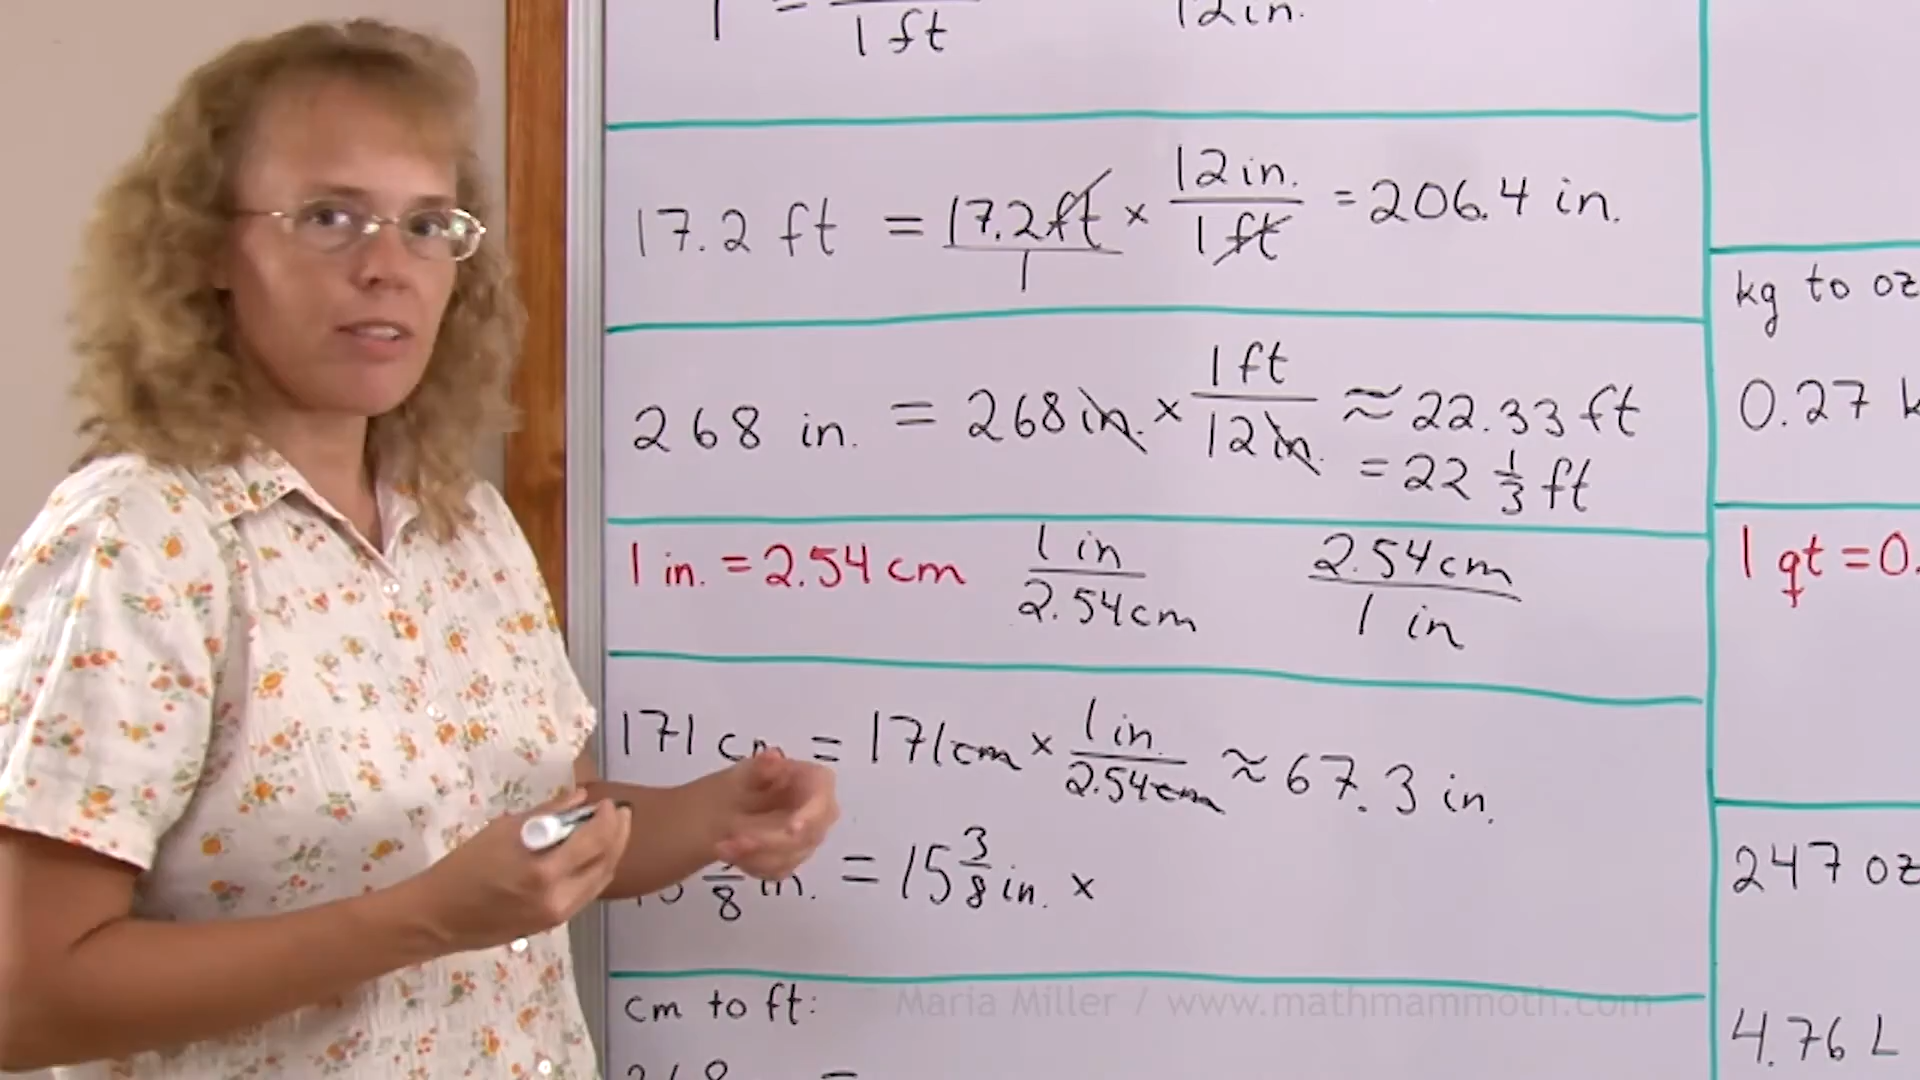 1 = 1 ft 12 in.
17.2 ft = 17.2 ft / 1 × 12 in. / 1 ft = 206.4 in.
268 in. = 268 in. × 1 ft / 12 in. ≈ 22.33 ft
= 22 1/3 ft
1 in. = 2.54 cm 1 in / 2.54 cm 2.54 cm / 1 in
171 cm = 171 cm × 1 in. / 2.54 cm ≈ 67.3 in.
/8 in. = 15 3/8 in. ×
cm to ft:
268 =
kg to oz
0.27 k
1 qt = 0.
247 oz
4.76 L
Maria Miller / www.mathmammoth.com